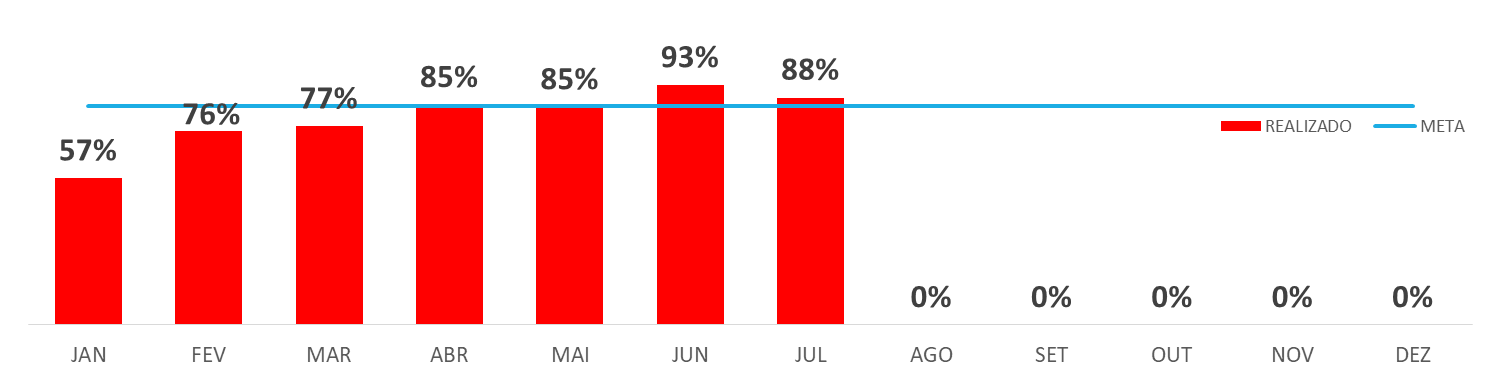 57%
76%
77%
85%
85%
93%
88%
0%
0%
0%
0%
0%
REALIZADO
META
JAN
FEV
MAR
ABR
MAI
JUN
JUL
AGO
SET
OUT
NOV
DEZ